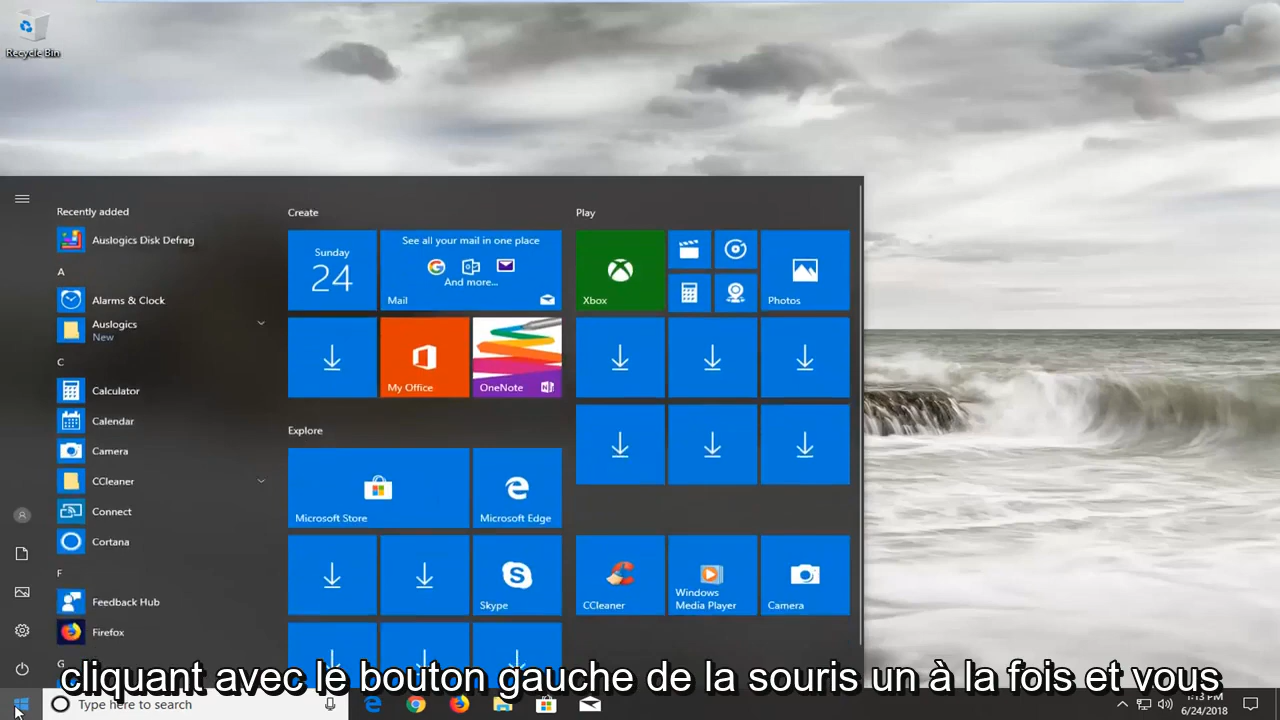 Recycle Bin
Recently added
Auslogics Disk Defrag
A
Alarms & Clock
Auslogics
New
C
Calculator
Calendar
Camera
CCleaner
Connect
Cortana
F
Feedback Hub
Firefox
G
Create
Sunday
24
See all your mail in one place
And more...
Mail
My Office
OneNote
Explore
Microsoft Store
Microsoft Edge
Skype
Play
Xbox
Photos
CCleaner
Windows
Media Player
Camera
cliquant avec le bouton gauche de la souris un à la fois et vous
Type here to search
1:13 PM
6/24/2018